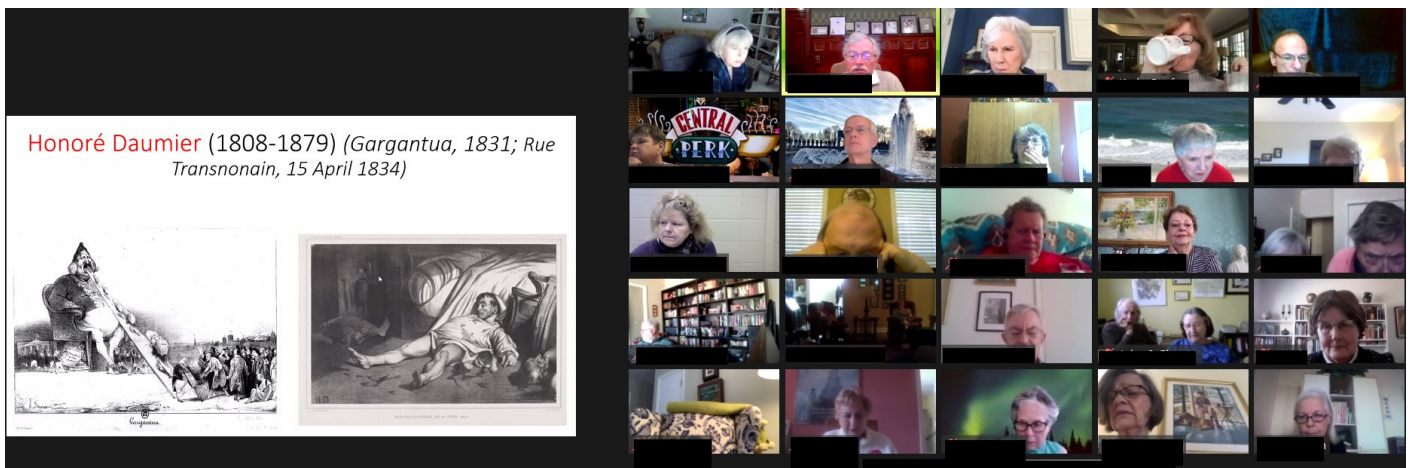 Honoré Daumier (1808-1879) (Gargantua, 1831; Rue
Transnonain, 15 April 1834)
Gargantua
CENTRAL
PERK